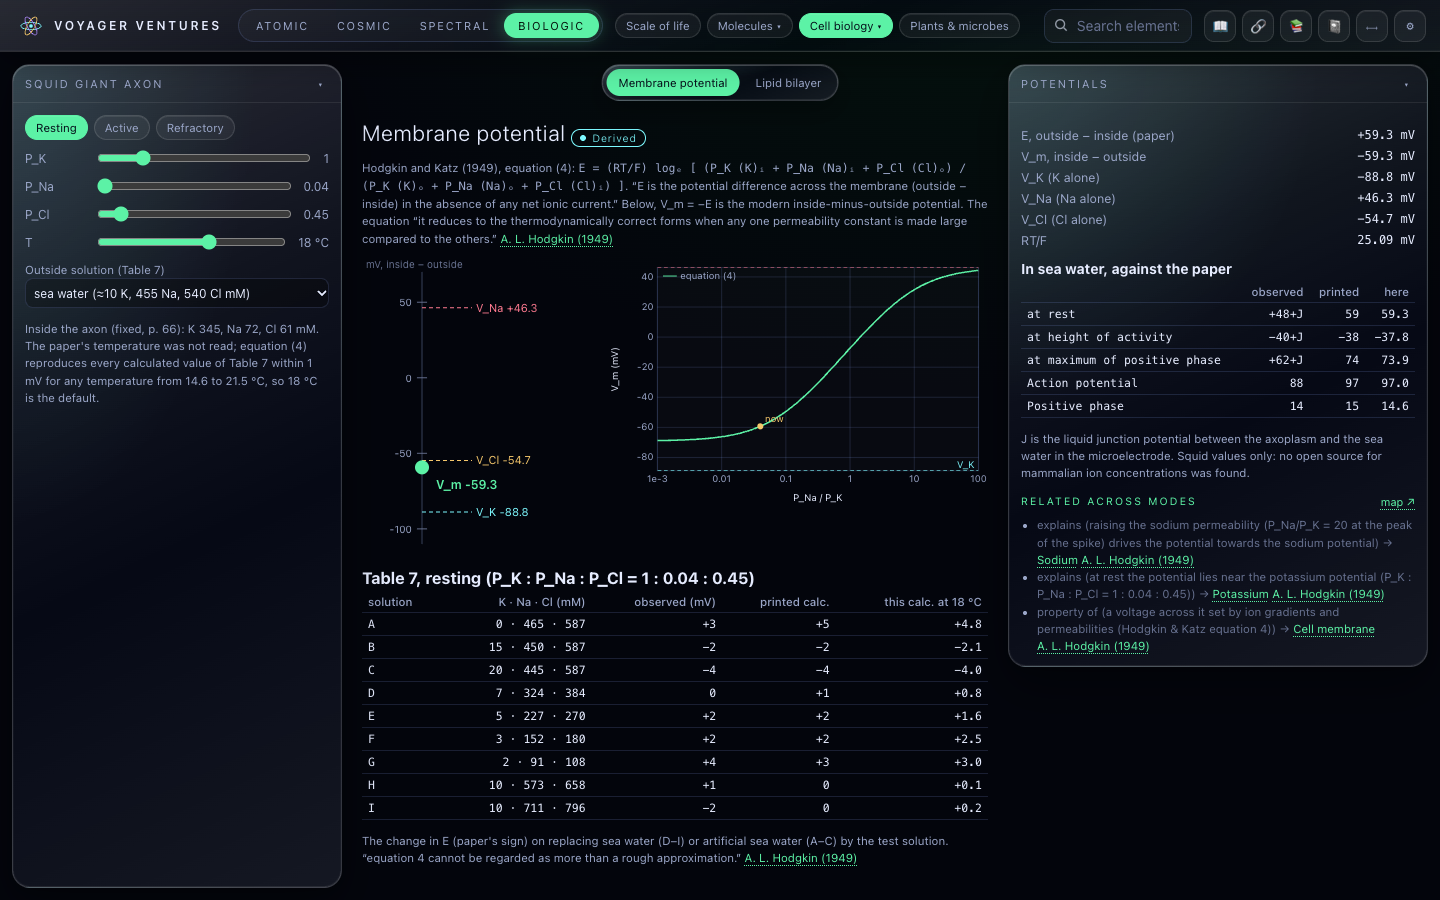 VOYAGER VENTURES
ATOMIC COSMIC SPECTRAL BIOLOGIC
Scale of life Molecules Cell biology Plants & microbes
Search element
SQUID GIANT AXON
Resting Active Refractory
P_K 1
P_Na 0.04
P_Cl 0.45
T 18 °C
Outside solution (Table 7)
sea water (≈10 K, 455 Na, 540 Cl mM)
Inside the axon (fixed, p. 66): K 345, Na 72, Cl 61 mM.
The paper's temperature was not read; equation (4)
reproduces every calculated value of Table 7 within 1
mV for any temperature from 14.6 to 21.5 °C, so 18 °C
is the default.
Membrane potential Lipid bilayer
Membrane potential Derived
Hodgkin and Katz (1949), equation (4): E = (RT/F) logₑ [ (P_K (K)ᵢ + P_Na (Na)ᵢ + P_Cl (Cl)ₒ) /
(P_K (K)ₒ + P_Na (Na)ₒ + P_Cl (Cl)ᵢ) ]. “E is the potential difference across the membrane (outside –
inside) in the absence of any net ionic current.” Below, V_m = −E is the modern inside-minus-outside potential. The
equation “it reduces to the thermodynamically correct forms when any one permeability constant is made large
compared to the others.” A. L. Hodgkin (1949)
mV, inside – outside
50
0
-50
-100
V_Na +46.3
V_Cl -54.7
V_m -59.3
V_K -88.8
equation (4)
40
20
0
-20
-40
-60
-80
V_m (mV)
now
V_K
1e-3 0.01 0.1 1 10 100
P_Na / P_K
Table 7, resting (P_K : P_Na : P_Cl = 1 : 0.04 : 0.45)
solution K · Na · Cl (mM) observed (mV) printed calc. this calc. at 18 °C
A 0 · 465 · 587 +3 +5 +4.8
B 15 · 450 · 587 −2 −2 −2.1
C 20 · 445 · 587 −4 −4 −4.0
D 7 · 324 · 384 0 +1 +0.8
E 5 · 227 · 270 +2 +2 +1.6
F 3 · 152 · 180 +2 +2 +2.5
G 2 · 91 · 108 +4 +3 +3.0
H 10 · 573 · 658 +1 0 +0.1
I 10 · 711 · 796 −2 0 +0.2
The change in E (paper's sign) on replacing sea water (D–I) or artificial sea water (A–C) by the test solution.
“equation 4 cannot be regarded as more than a rough approximation.” A. L. Hodgkin (1949)
POTENTIALS
E, outside – inside (paper) +59.3 mV
V_m, inside – outside −59.3 mV
V_K (K alone) −88.8 mV
V_Na (Na alone) +46.3 mV
V_Cl (Cl alone) −54.7 mV
RT/F 25.09 mV
In sea water, against the paper
observed printed here
at rest +48+J 59 59.3
at height of activity −40+J −38 −37.8
at maximum of positive phase +62+J 74 73.9
Action potential 88 97 97.0
Positive phase 14 15 14.6
J is the liquid junction potential between the axoplasm and the sea
water in the microelectrode. Squid values only: no open source for
mammalian ion concentrations was found.
RELATED ACROSS MODES map ↗
explains (raising the sodium permeability (P_Na/P_K = 20 at the peak
of the spike) drives the potential towards the sodium potential) →
Sodium A. L. Hodgkin (1949)
explains (at rest the potential lies near the potassium potential (P_K :
P_Na : P_Cl = 1 : 0.04 : 0.45)) → Potassium A. L. Hodgkin (1949)
property of (a voltage across it set by ion gradients and
permeabilities (Hodgkin & Katz equation 4)) → Cell membrane
A. L. Hodgkin (1949)